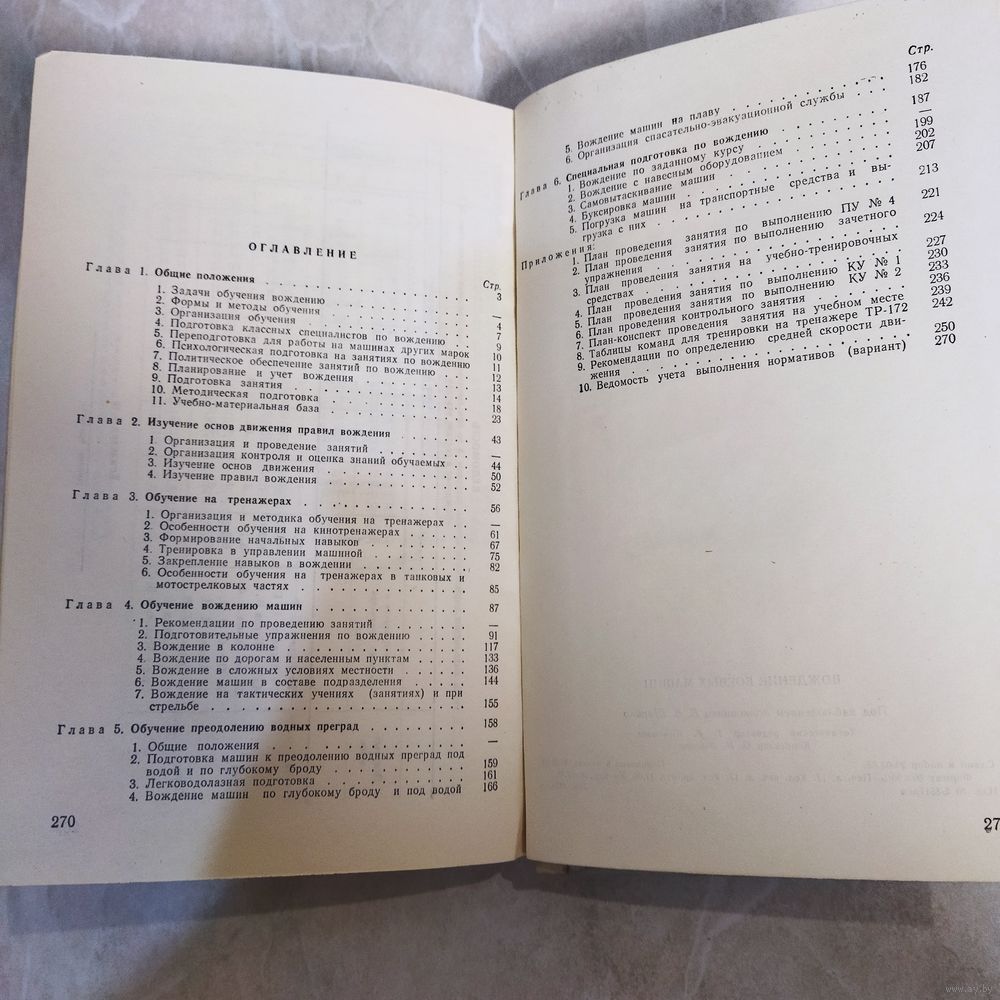 ОГЛАВЛЕНИЕ
Стр.
Глава 1. Общие положения . . . 3
1. Задачи обучения вождению . . . —
2. Формы и методы обучения . . . 4
3. Организация обучения . . . 7
4. Подготовка классных специалистов по вождению . . . 9
5. Переподготовка для работы на машинах других марок 10
6. Психологическая подготовка на занятиях по вождению 11
7. Политическое обеспечение занятий по вождению . . . 12
8. Планирование и учет вождения . . . 13
9. Подготовка занятия . . . 14
10. Методическая подготовка . . . 18
11. Учебно-материальная база . . . 23
Глава 2. Изучение основ движения правил вождения . . . 43
1. Организация и проведение занятий . . . —
2. Организация контроля и оценка знаний обучаемых . . . 44
3. Изучение основ движения . . . 50
4. Изучение правил вождения . . . 52
Глава 3. Обучение на тренажерах . . . 56
1. Организация и методика обучения на тренажерах . . . —
2. Особенности обучения на кинотренажерах . . . 61
3. Формирование начальных навыков . . . 67
4. Тренировка в управлении машиной . . . 75
5. Закрепление навыков в вождении . . . 82
6. Особенности обучения на тренажерах в танковых и
мотострелковых частях . . . 85
Глава 4. Обучение вождению машин . . . 87
1. Рекомендации по проведению занятий . . . —
2. Подготовительные упражнения по вождению . . . 91
3. Вождение в колонне . . . 117
4. Вождение по дорогам и населенным пунктам . . . 133
5. Вождение в сложных условиях местности . . . 136
6. Вождение машин в составе подразделения . . . 144
7. Вождение на тактических учениях (занятиях) и при
стрельбе . . . 155
Глава 5. Обучение преодолению водных преград . . . 158
1. Общие положения . . . —
2. Подготовка машин к преодолению водных преград под
водой и по глубокому броду . . . 159
3. Легководолазная подготовка . . . 161
4. Вождение машин по глубокому броду и под водой 166
270
Стр.
5. Вождение машин на плаву . . . 176
6. Организация спасательно-эвакуационной службы . . . 182
Глава 6. Специальная подготовка по вождению . . . 187
1. Вождение по заданному курсу . . . —
2. Вождение с навесным оборудованием . . . 199
3. Самовытаскивание машин . . . 202
4. Буксировка машин . . . 207
5. Погрузка машин на транспортные средства и вы-
грузка с них . . . 213
Приложения:
1. План проведения занятия по выполнению ПУ № 4 221
2. План проведения занятия по выполнению зачетного
упражнения . . . 224
3. План проведения занятия на учебно-тренировочных
средствах . . . 227
4. План проведения занятия по выполнению КУ № 1 230
5. План проведения занятия по выполнению КУ № 2 233
6. План проведения контрольного занятия . . . 236
7. План-конспект проведения занятия на учебном месте 239
8. Таблицы команд для тренировки на тренажере ТР-172 242
9. Рекомендации по определению средней скорости дви-
жения . . . 250
10. Ведомость учета выполнения нормативов (вариант) 270
27
www.ay.by